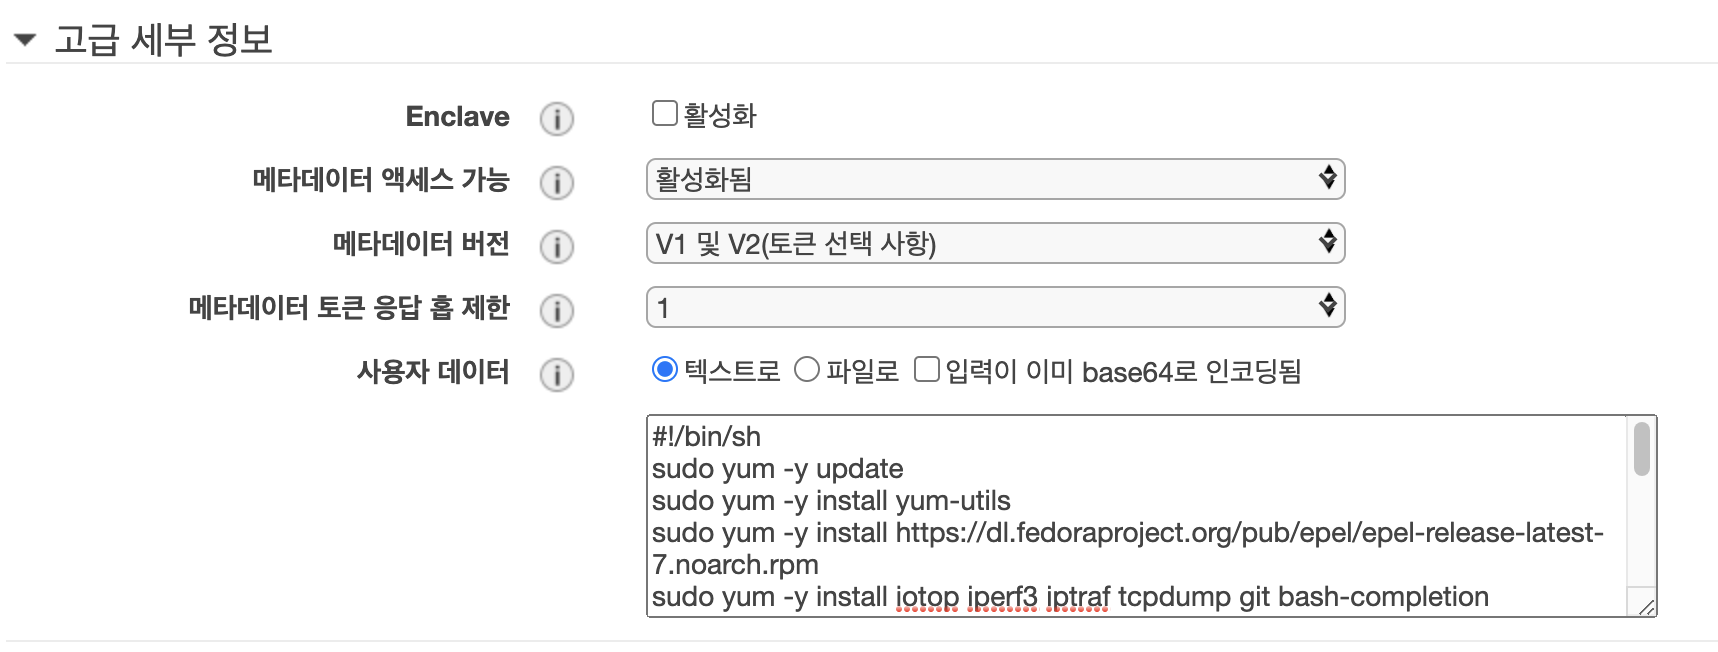 고급 세부 정보
Enclave 활성화
메타데이터 액세스 가능 활성화됨
메타데이터 버전 V1 및 V2(토큰 선택 사항)
메타데이터 토큰 응답 홉 제한 1
사용자 데이터 텍스트로 파일로 입력이 이미 base64로 인코딩됨
#!/bin/sh
sudo yum -y update
sudo yum -y install yum-utils
sudo yum -y install https://dl.fedoraproject.org/pub/epel/epel-release-latest-
7.noarch.rpm
sudo yum -y install iotop iperf3 iptraf tcpdump git bash-completion